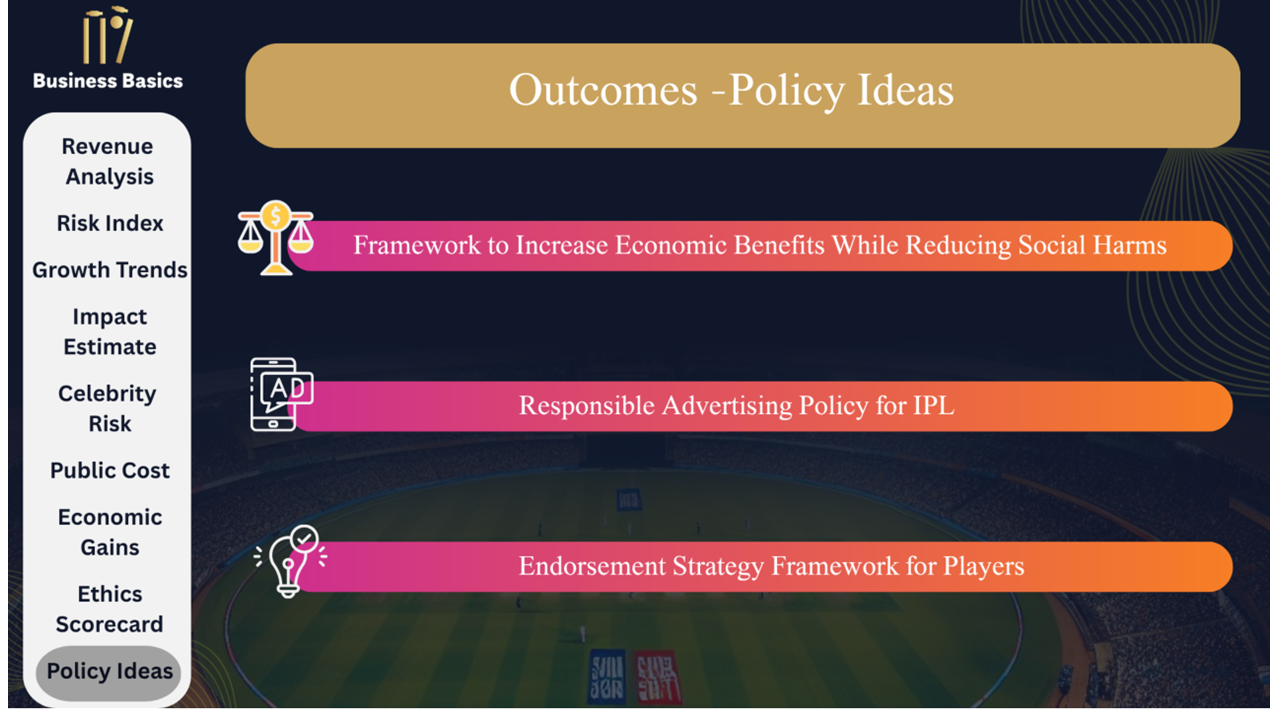 Business Basics
Revenue
Analysis
Risk Index
Growth Trends
Impact
Estimate
Celebrity
Risk
Public Cost
Economic
Gains
Ethics
Scorecard
Policy Ideas
Outcomes -Policy Ideas
$
Framework to Increase Economic Benefits While Reducing Social Harms
AD
Responsible Advertising Policy for IPL
Endorsement Strategy Framework for Players